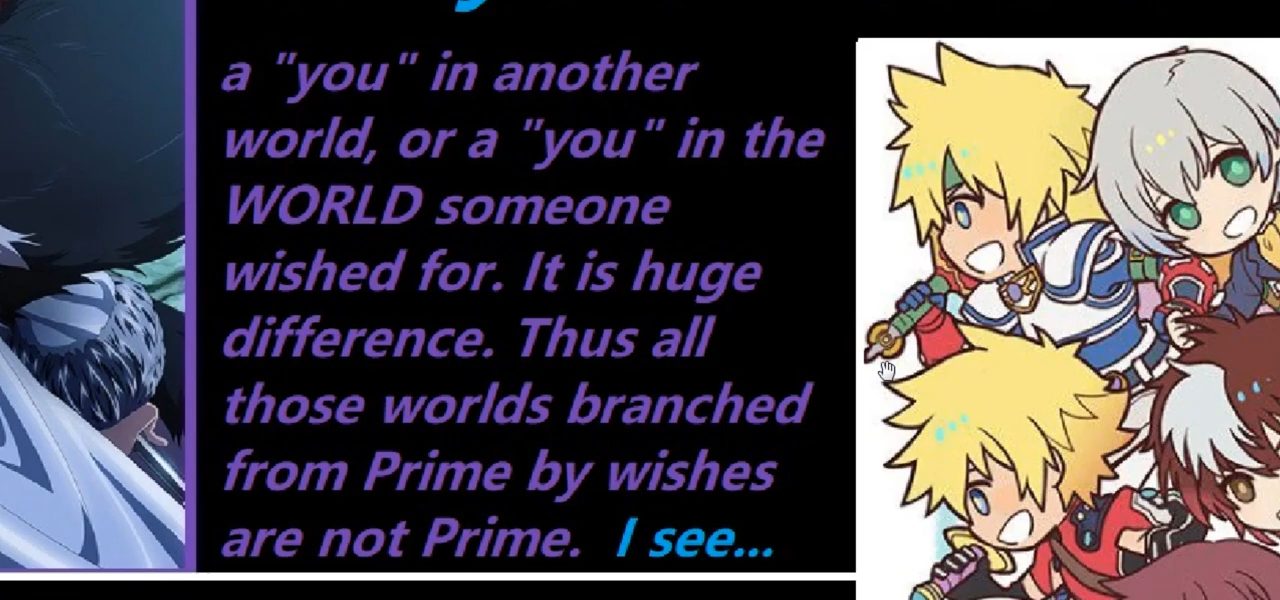 a "you" in another
world, or a "you" in the
WORLD someone
wished for. It is huge
difference. Thus all
those worlds branched
from Prime by wishes
are not Prime. I see...